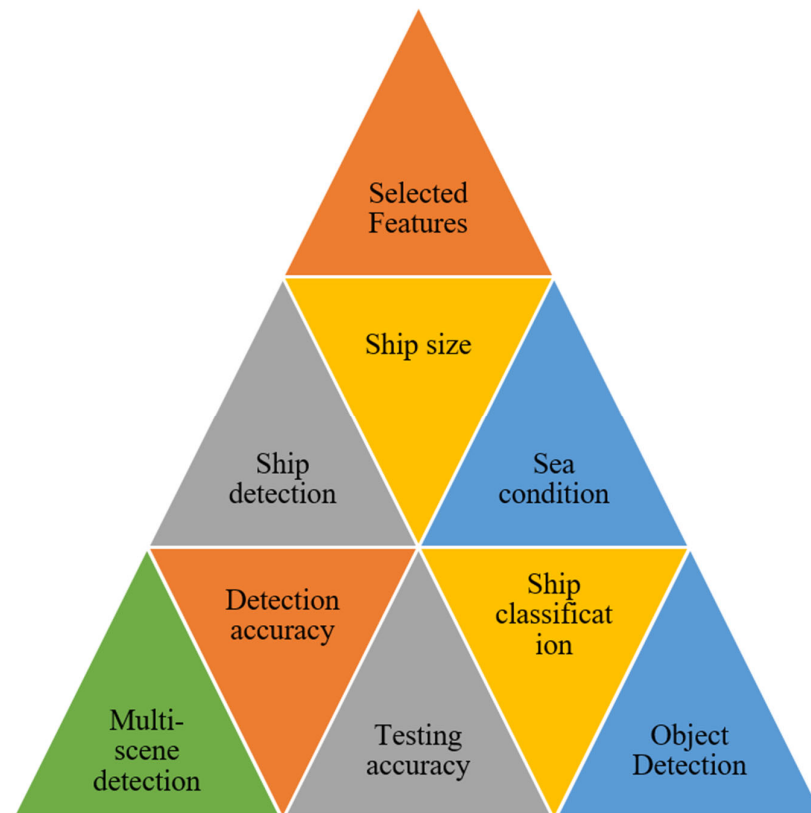 Selected
Features
Ship size
Ship
detection
Sea
condition
Detection
accuracy
Ship
classificat
ion
Multi-
scene
detection
Testing
accuracy
Object
Detection